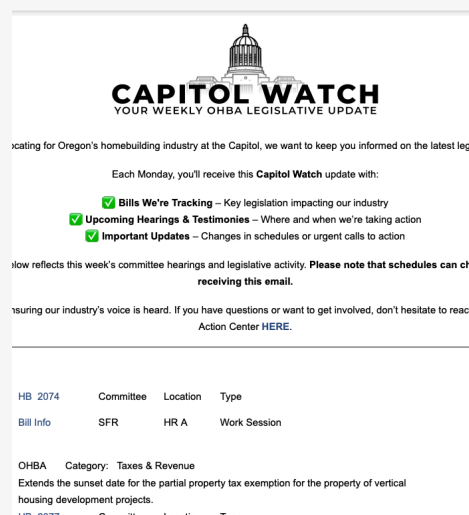 CAPITOL WATCH
YOUR WEEKLY OHBA LEGISLATIVE UPDATE
for Oregon's homebuilding industry at the Capitol, we want to keep you informed on the latest
Each Monday, you'll receive this Capitol Watch update with:
✅ Bills We're Tracking – Key legislation impacting our industry
✅ Upcoming Hearings & Testimonies – Where and when we're taking action
✅ Important Updates – Changes in schedules or urgent calls to action
reflects this week's committee hearings and legislative activity. Please note that schedules can
receiving this email.
our industry's voice is heard. If you have questions or want to get involved, don't hesitate to
Action Center HERE.
HB 2074 Committee Location Type
Bill Info SFR HR A Work Session
OHBA Category: Taxes & Revenue
Extends the sunset date for the partial property tax exemption for the property of vertical
housing development projects.